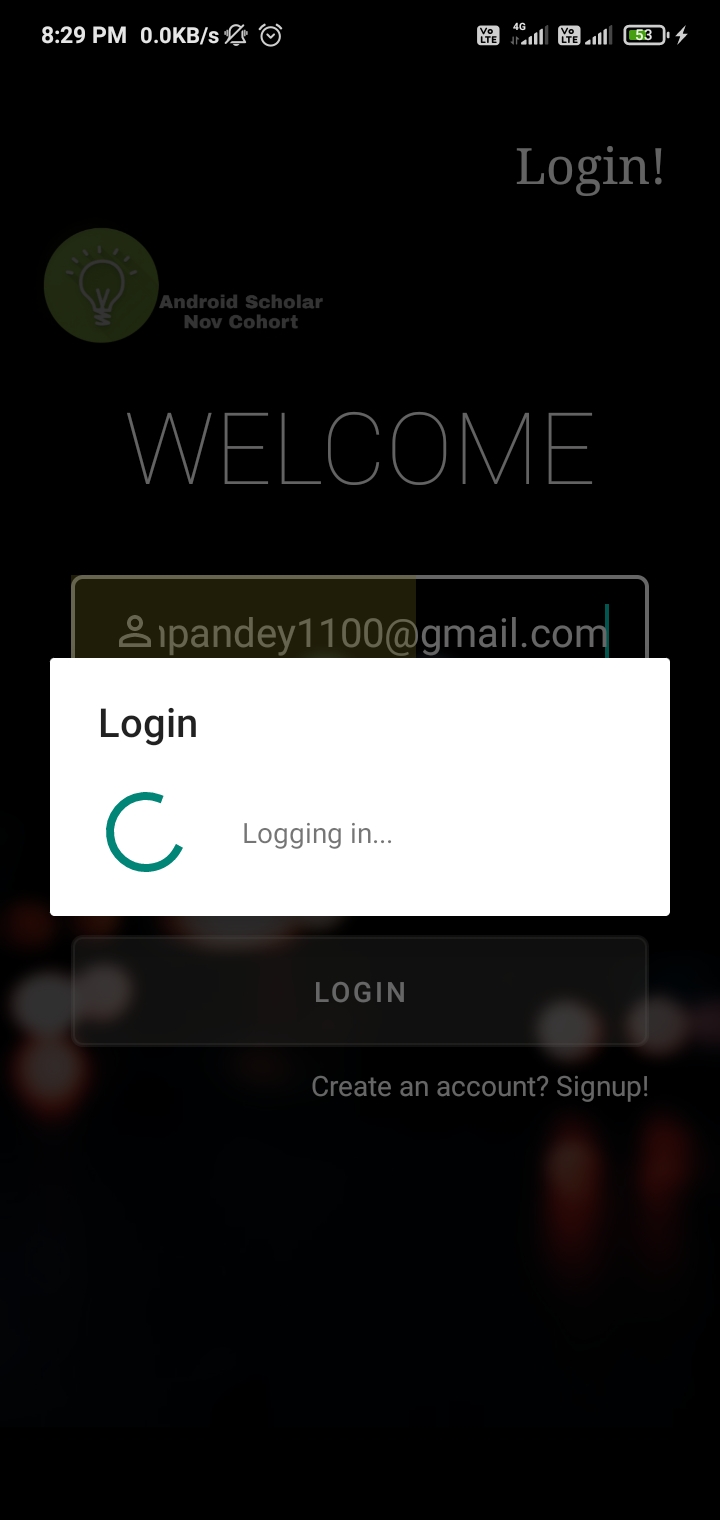 8:29 PM 0.0KB/s Vo LTE 4G Vo LTE 53
Login!
Android Scholar
Nov Cohort
WELCOME
pandey1100@gmail.com
Login
Logging in...
LOGIN
Create an account? Signup!